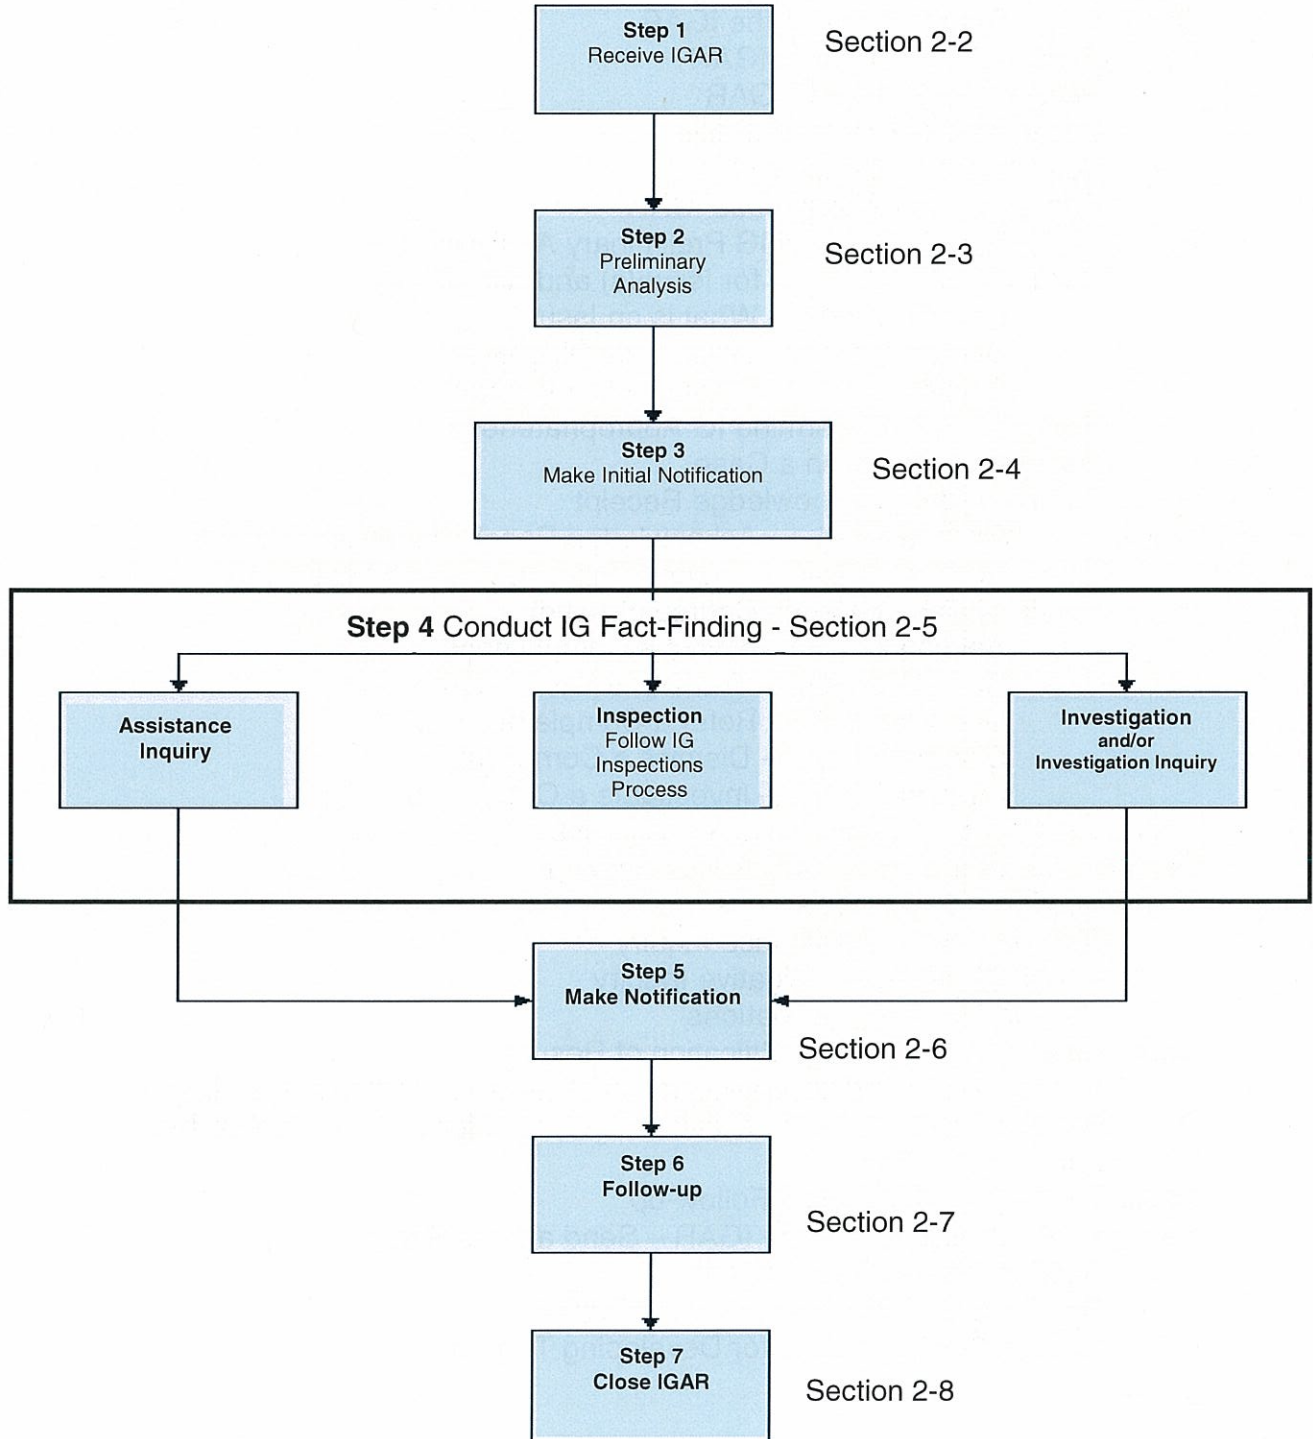 Step 1
Receive IGAR
Section 2-2
Step 2
Preliminary
Analysis
Section 2-3
Step 3
Make Initial Notification
Section 2-4
Step 4 Conduct IG Fact-Finding - Section 2-5
Assistance
Inquiry
Inspection
Follow IG
Inspections
Process
Investigation
and/or
Investigation Inquiry
Step 5
Make Notification
Section 2-6
Step 6
Follow-up
Section 2-7
Step 7
Close IGAR
Section 2-8